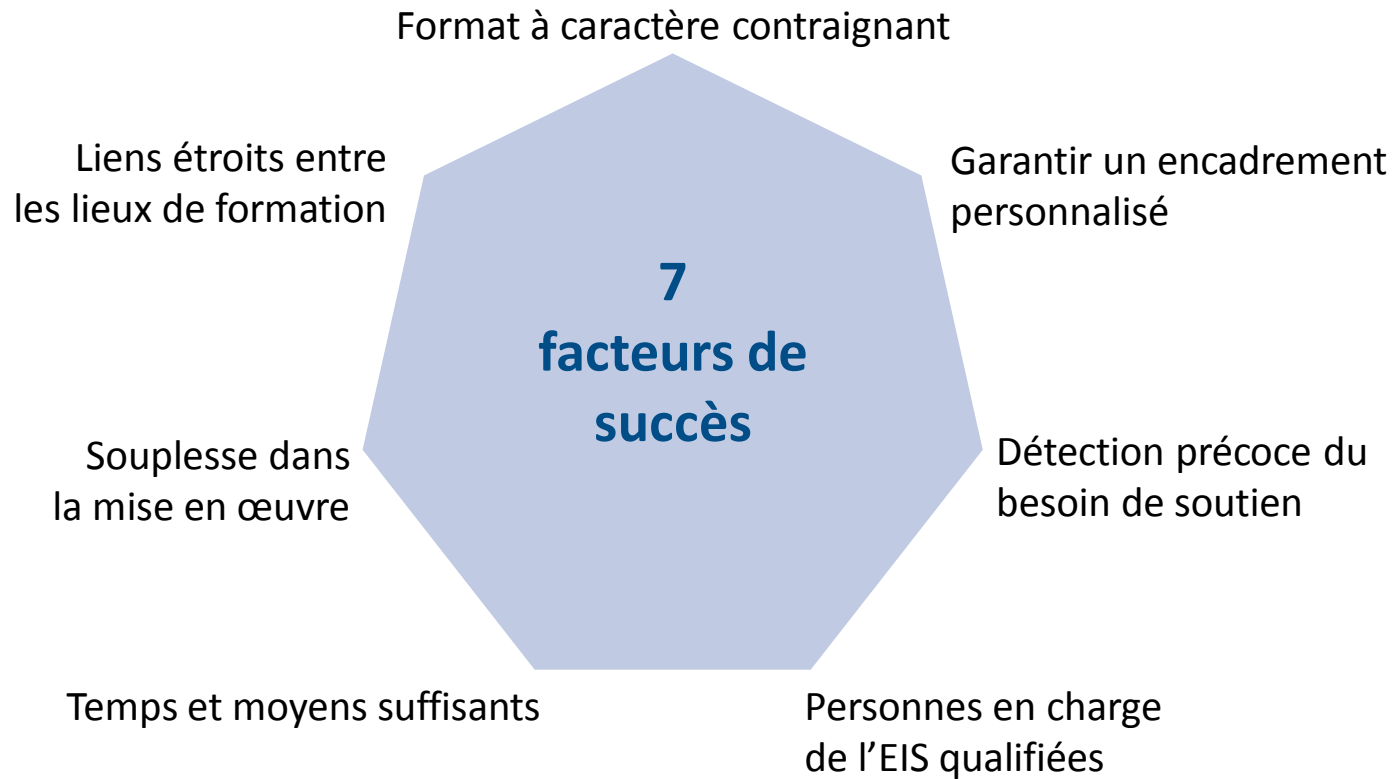 Format à caractère contraignant
Garantir un encadrement
personnalisé
Détection précoce du
besoin de soutien
Personnes en charge
de l’EIS qualifiées
Temps et moyens suffisants
Souplesse dans
la mise en œuvre
Liens étroits entre
les lieux de formation
7
facteurs de
succès